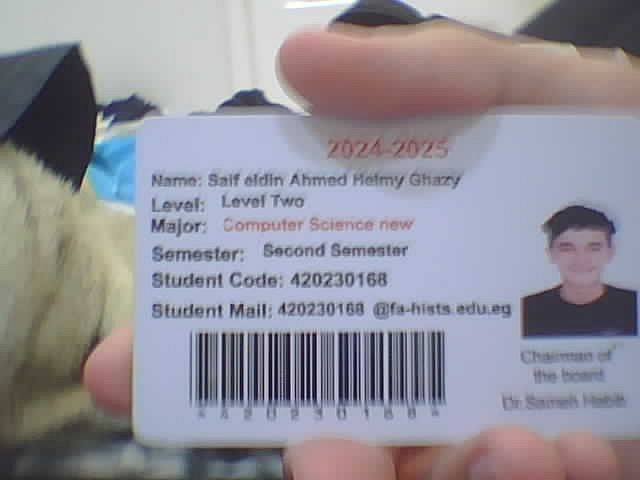 2024-2025
Name: Saif eldin Ahmed Helmy Ghazy
Level: Level Two
Major: Computer Science new
Semester: Second Semester
Student Code: 420230168
Student Mail: 420230168 @fa-hists.edu.eg
Chairman of
the board
Dr.Sameh Habib